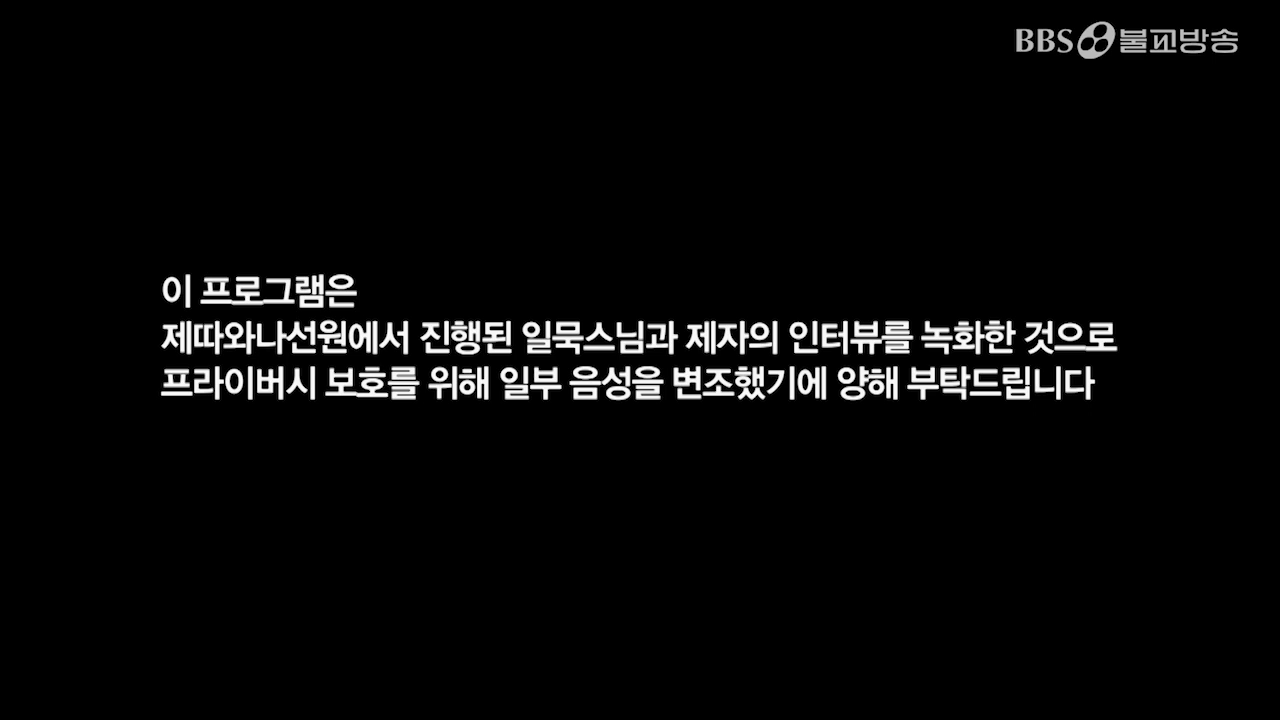 BBS 불교방송
이 프로그램은
제따와나선원에서 진행된 일묵스님과 제자의 인터뷰를 녹화한 것으로
프라이버시 보호를 위해 일부 음성을 변조했기에 양해 부탁드립니다